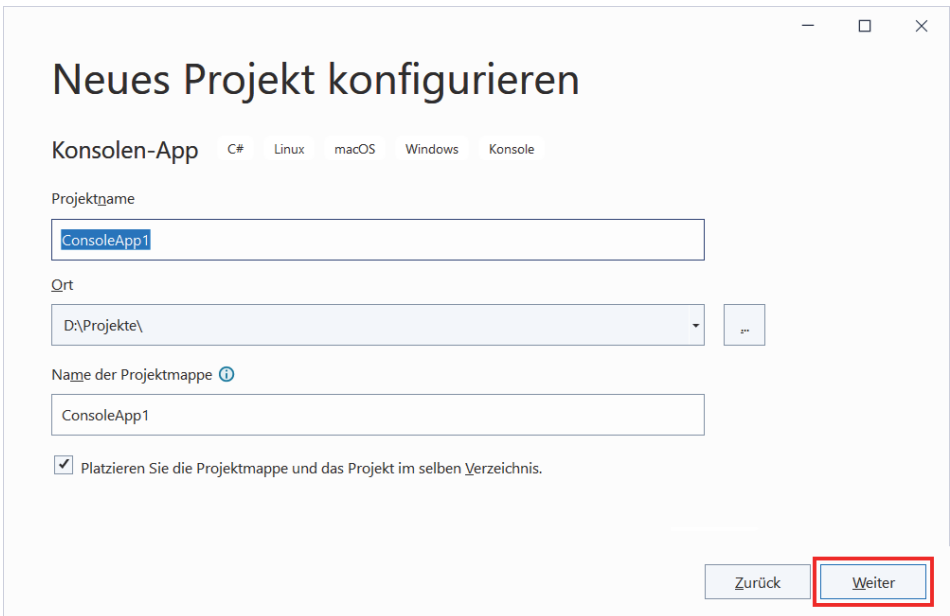 Neues Projekt konfigurieren
Konsolen-App C# Linux macOS Windows Konsole
Projektname
ConsoleApp1
Ort
D:\Projekte\
...
Name der Projektmappe
ConsoleApp1
Platzieren Sie die Projektmappe und das Projekt im selben Verzeichnis.
Zurück Weiter